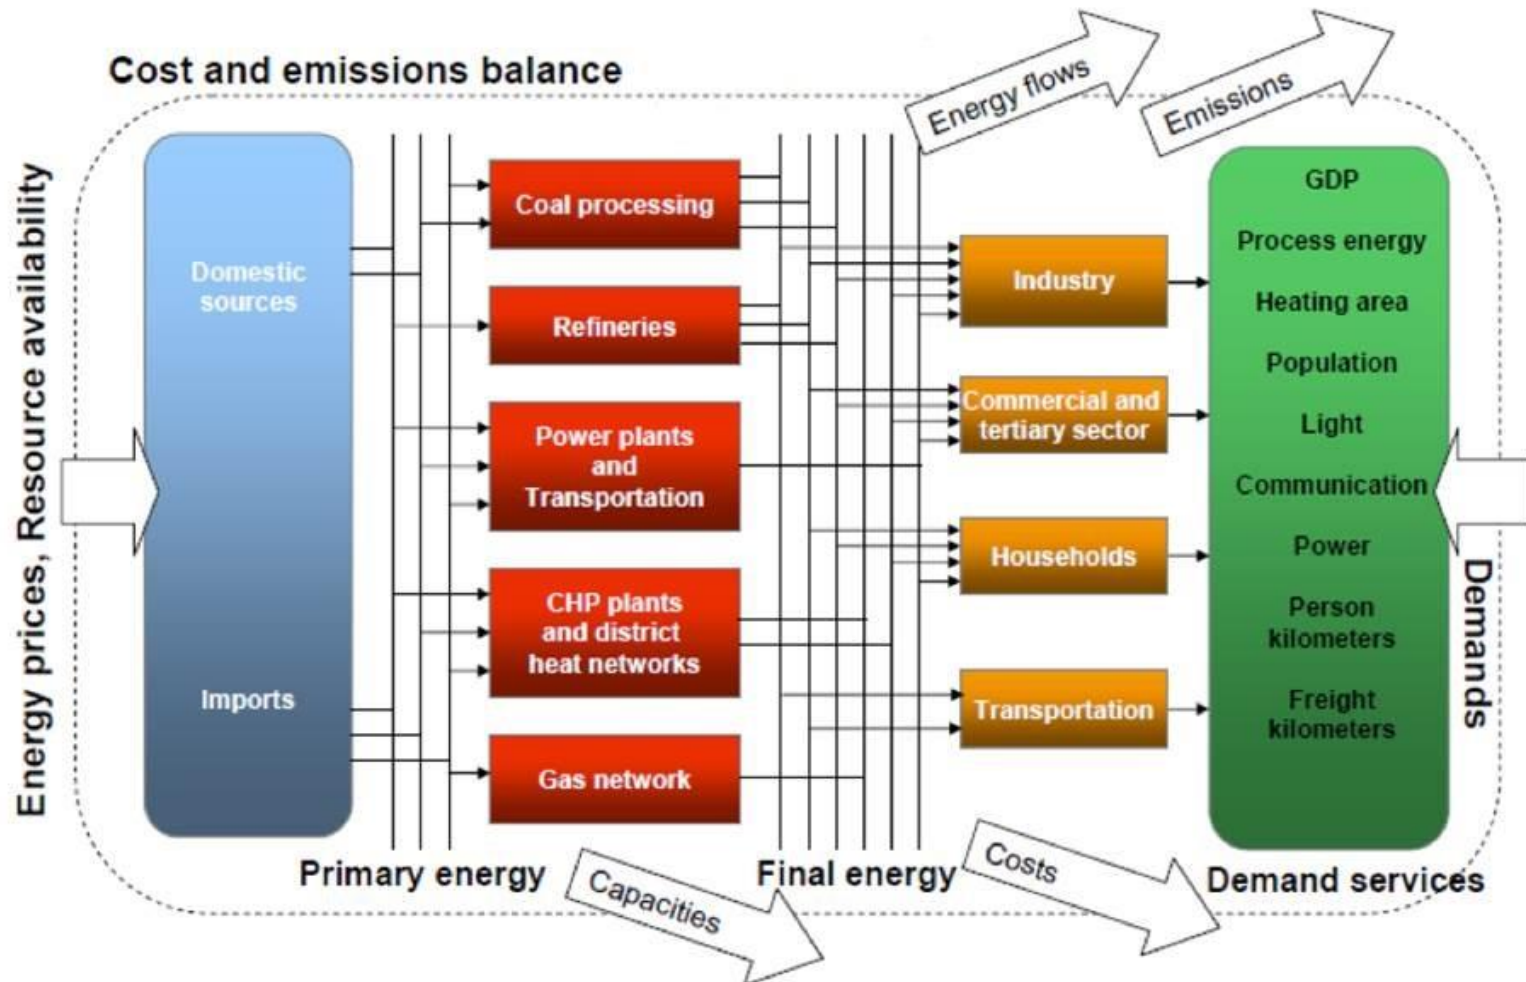 Cost and emissions balance
Energy flows
Emissions
Energy prices, Resource availability
Domestic
sources
Imports
Coal processing
Refineries
Power plants
and
Transportation
CHP plants
and district
heat networks
Gas network
Industry
Commercial and
tertiary sector
Households
Transportation
GDP
Process energy
Heating area
Population
Light
Communication
Power
Person
kilometers
Freight
kilometers
Demands
Primary energy
Capacities
Final energy
Costs
Demand services